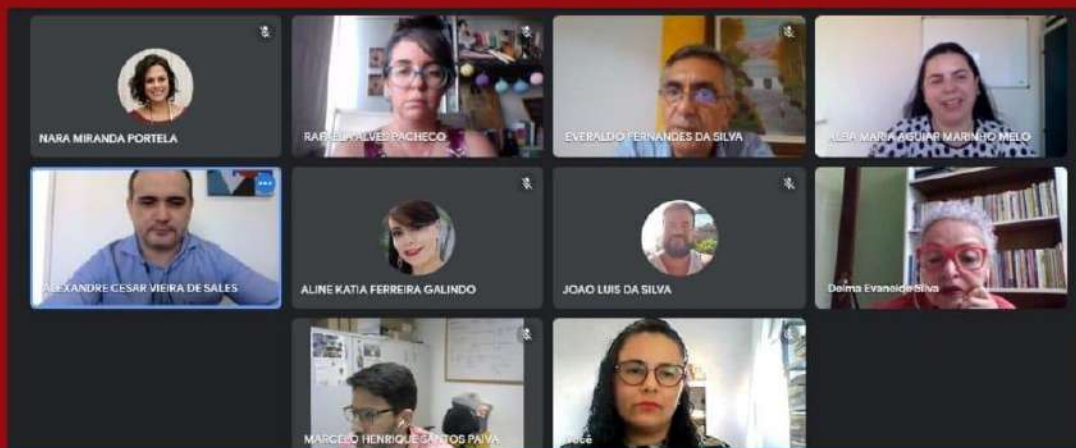 NARA MIRANDA PORTELA
RAFAELA ALVES PACHECO
EVERALDO FERNANDES DA SILVA
MARIA AGUIAR MARINHO MELO
ALEXANDRE CESAR VIEIRA DE SALES
ALINE KATIA FERREIRA GALINDO
JOAO LUIS DA SILVA
Delma Evaneide Silva
MARCELO HENRIQUE SANTOS PAIVA
Você